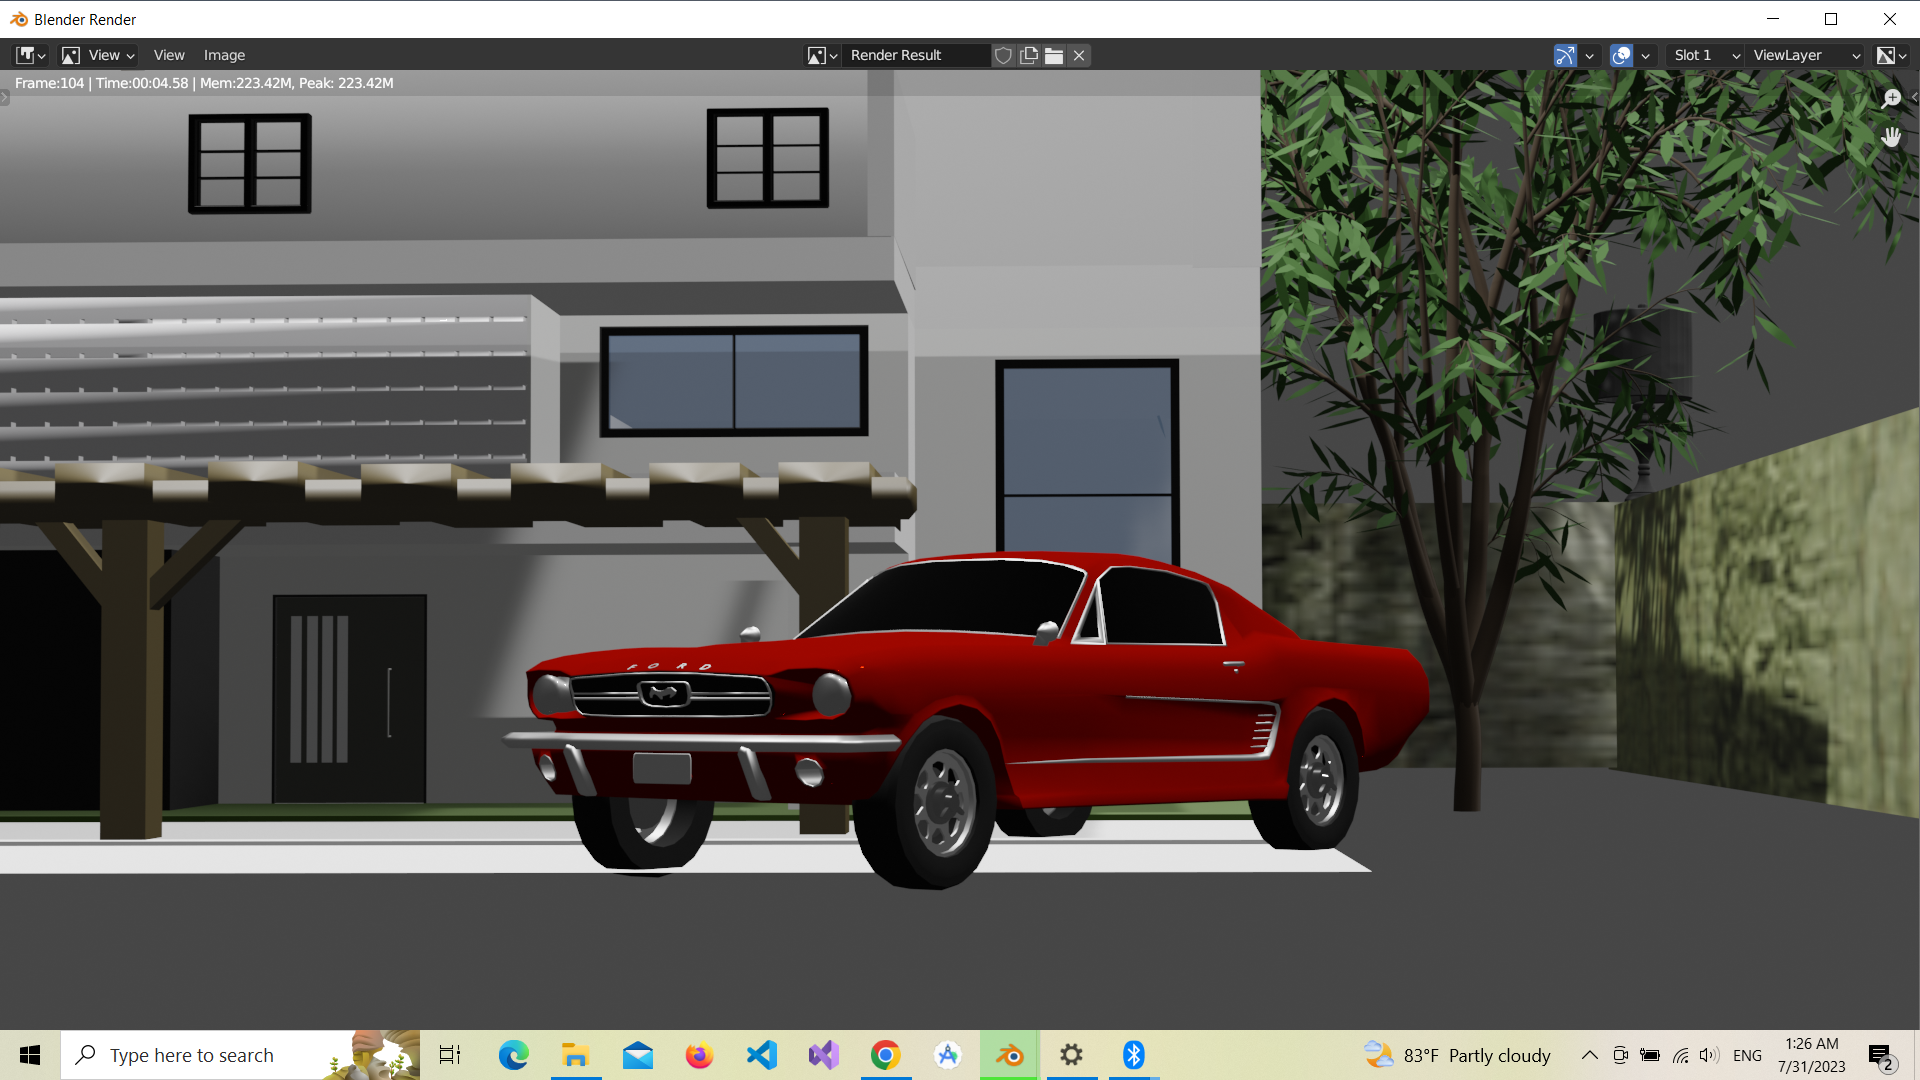 Blender Render
View View Image Render Result Slot 1 ViewLayer
Frame:104 | Time:00:04.58 | Mem:223.42M, Peak: 223.42M
FORD
Type here to search
83°F Partly cloudy
ENG
1:26 AM
7/31/2023
2